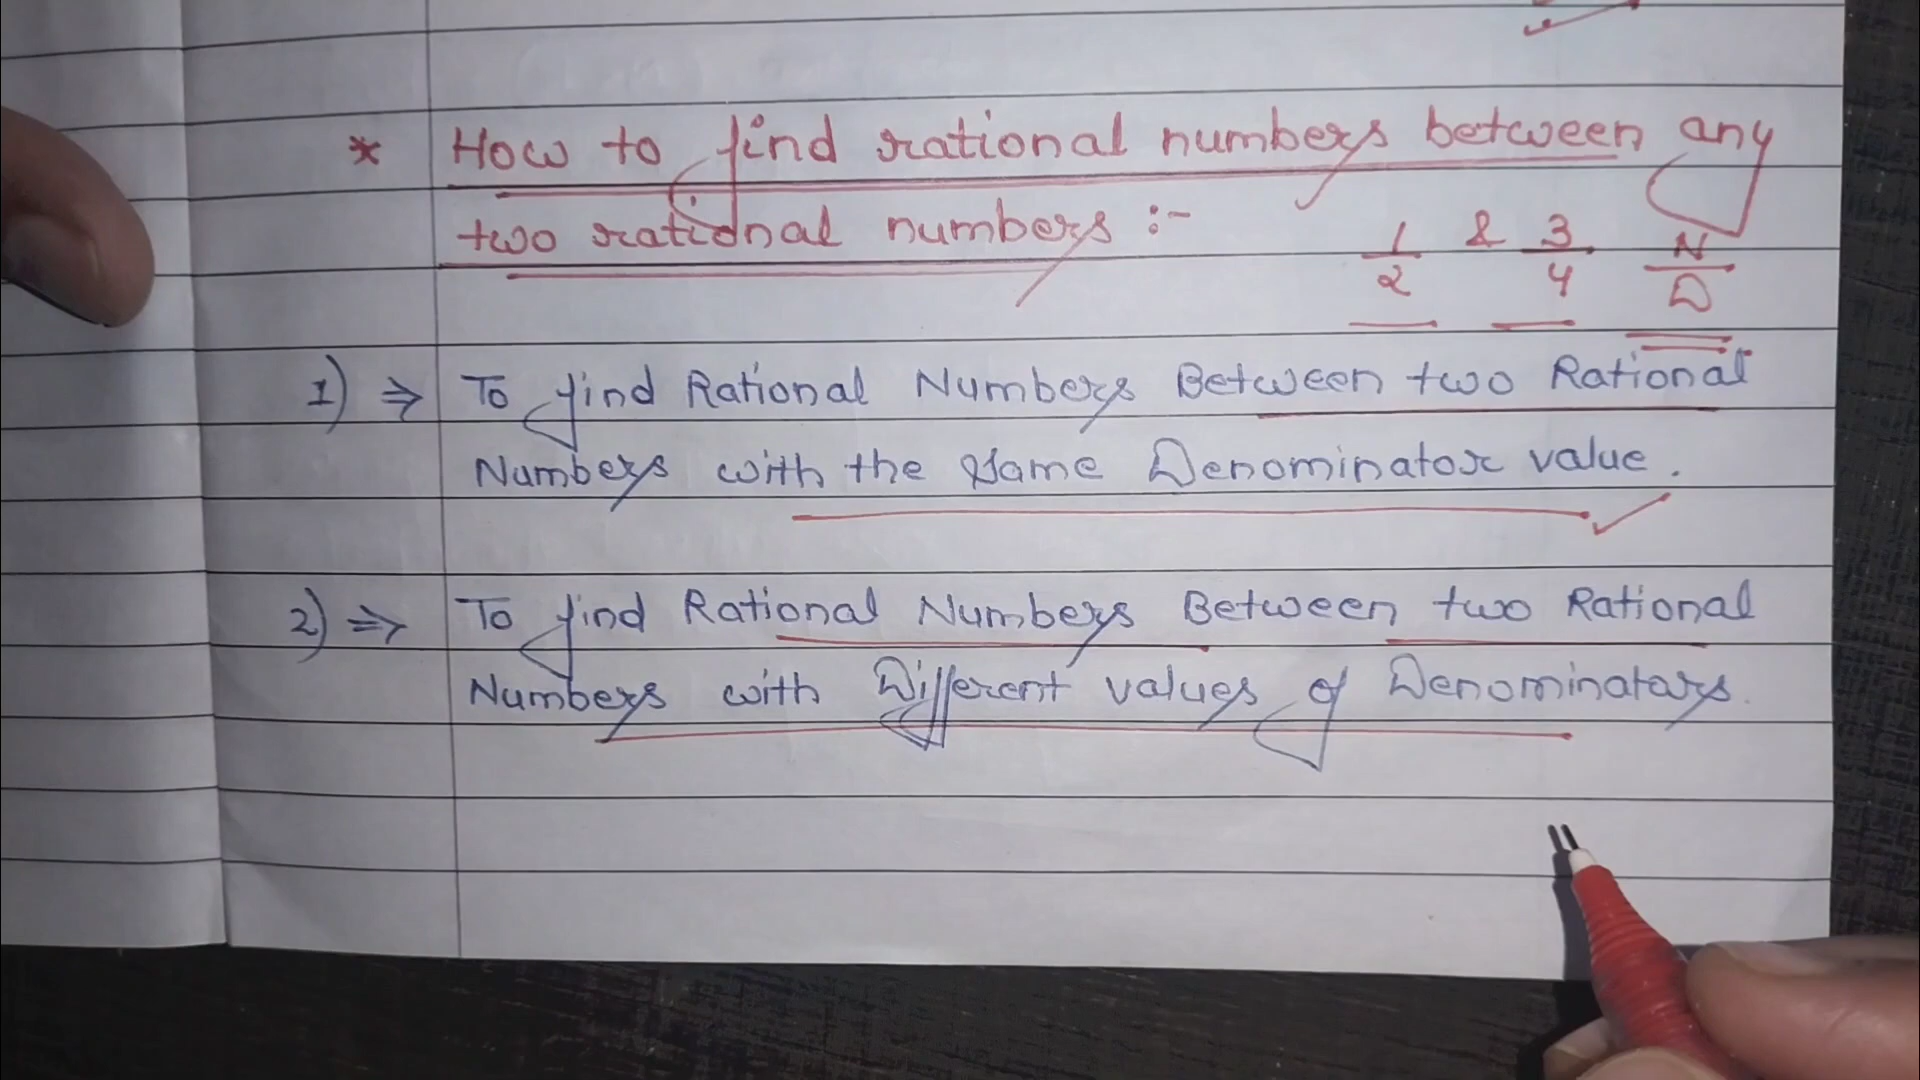 * How to find rational numbers between any
two rational numbers :-
1/2 & 3/4 N/D
1) ⇒ To find Rational Numbers Between two Rational
Numbers with the Same Denominator value.
2) ⇒ To find Rational Numbers Between two Rational
Numbers with Different values of Denominators.